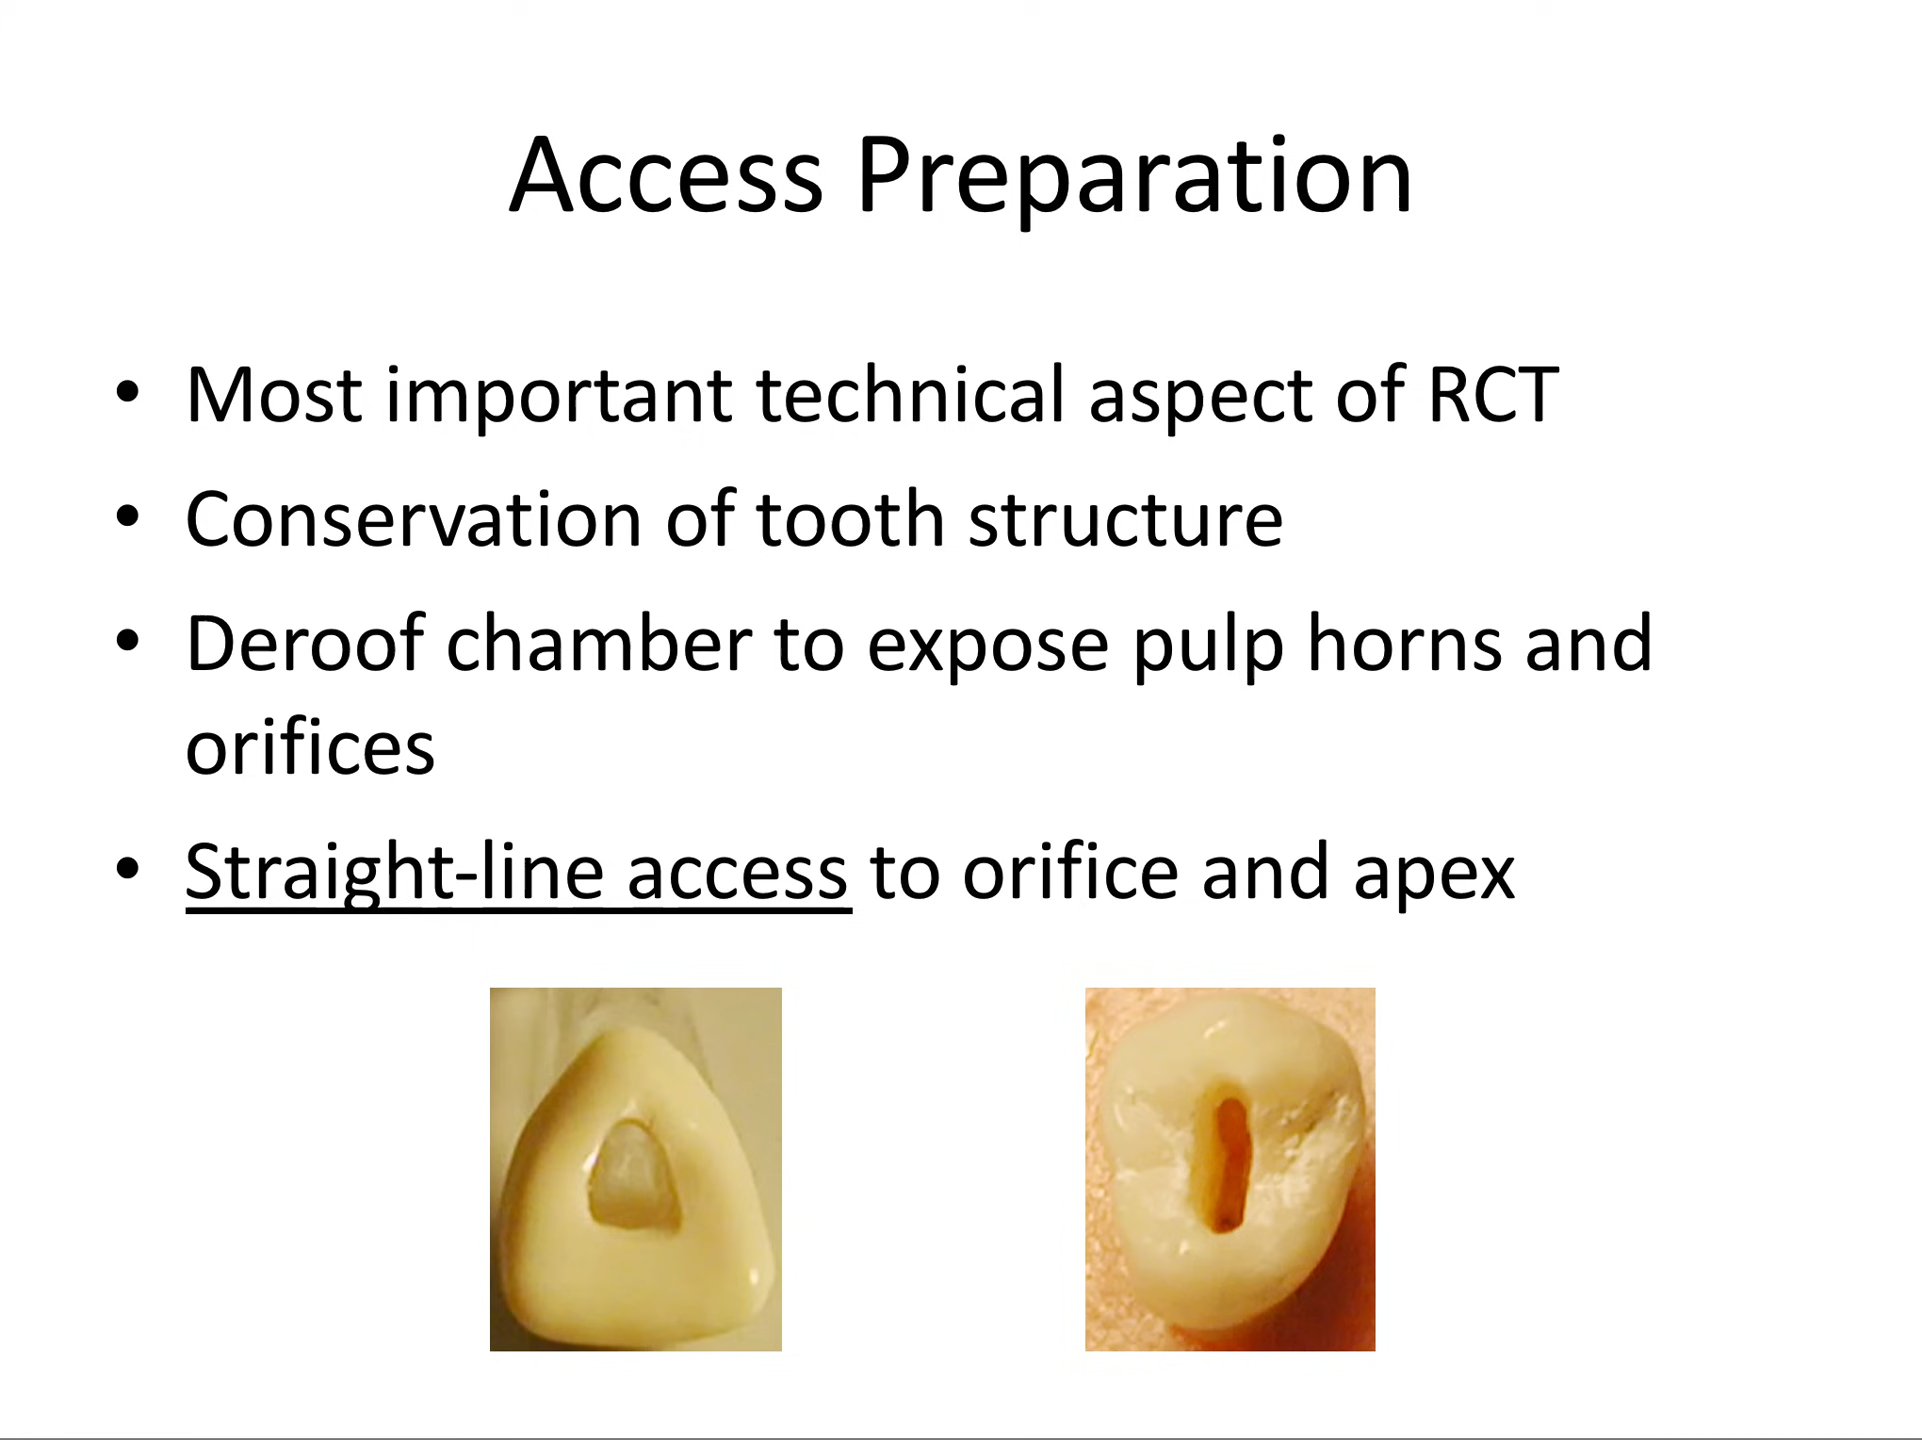 Access Preparation
• Most important technical aspect of RCT
• Conservation of tooth structure
• Deroof chamber to expose pulp horns and
orifices
• Straight-line access to orifice and apex